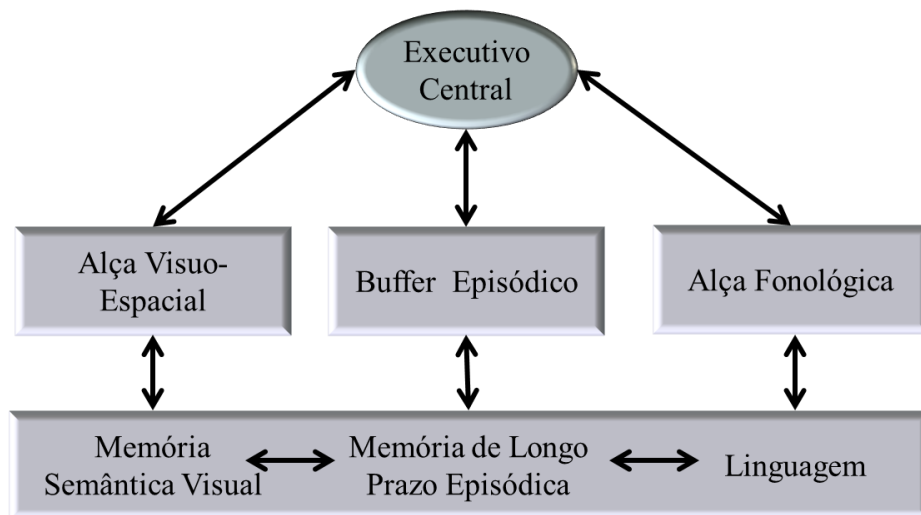 Executivo
Central
Alça Visuo-
Espacial
Buffer Episódico
Alça Fonológica
Memória
Semântica Visual
Memória de Longo
Prazo Episódica
Linguagem